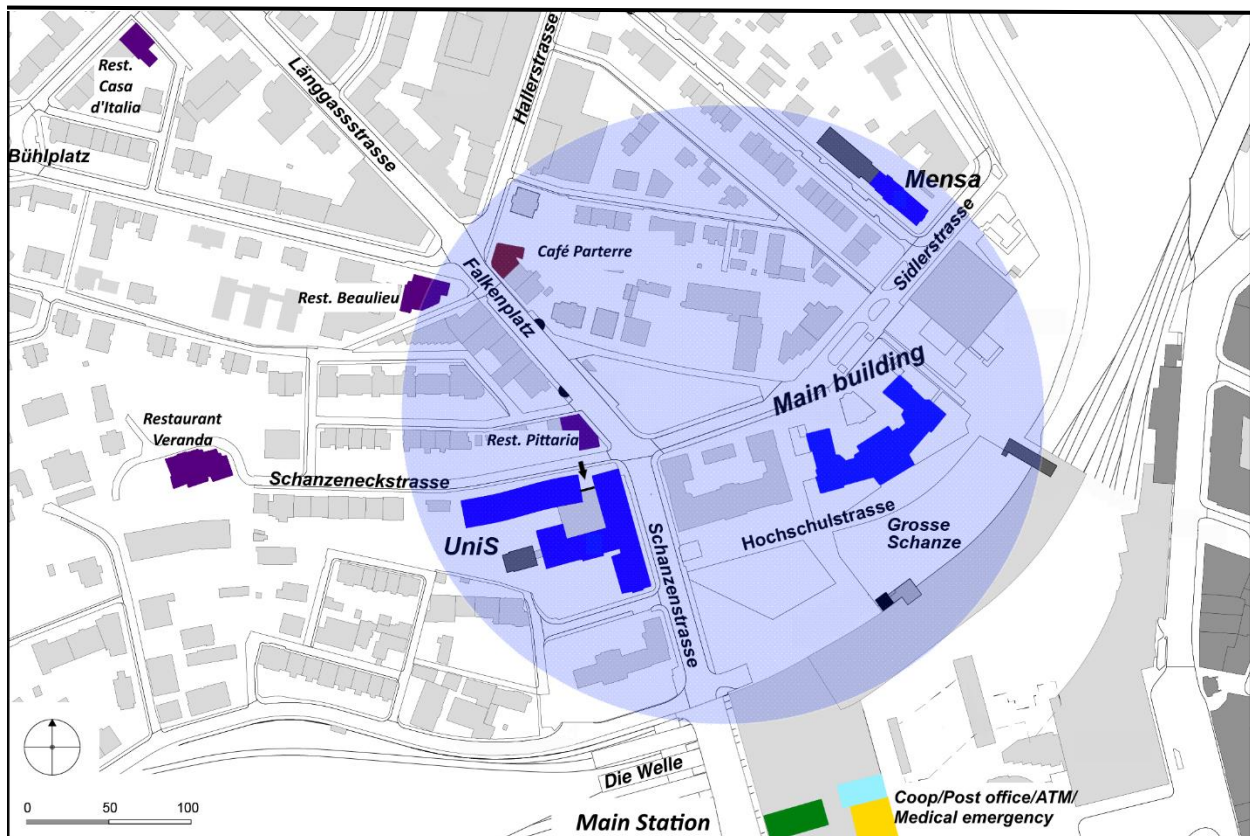 Rest.
Casa
d'Italia
Länggassstrasse
Hallerstrasse
Bühlplatz
Mensa
Café Parterre
Sidlerstrasse
Rest. Beaulieu
Falkenplatz
Main building
Restaurant
Veranda
Rest. Pittaria
Schanzeneckstrasse
UniS
Schanzenstrasse
Hochschulstrasse
Grosse
Schanze
Die Welle
0 50 100
Main Station
Coop/Post office/ATM/
Medical emergency